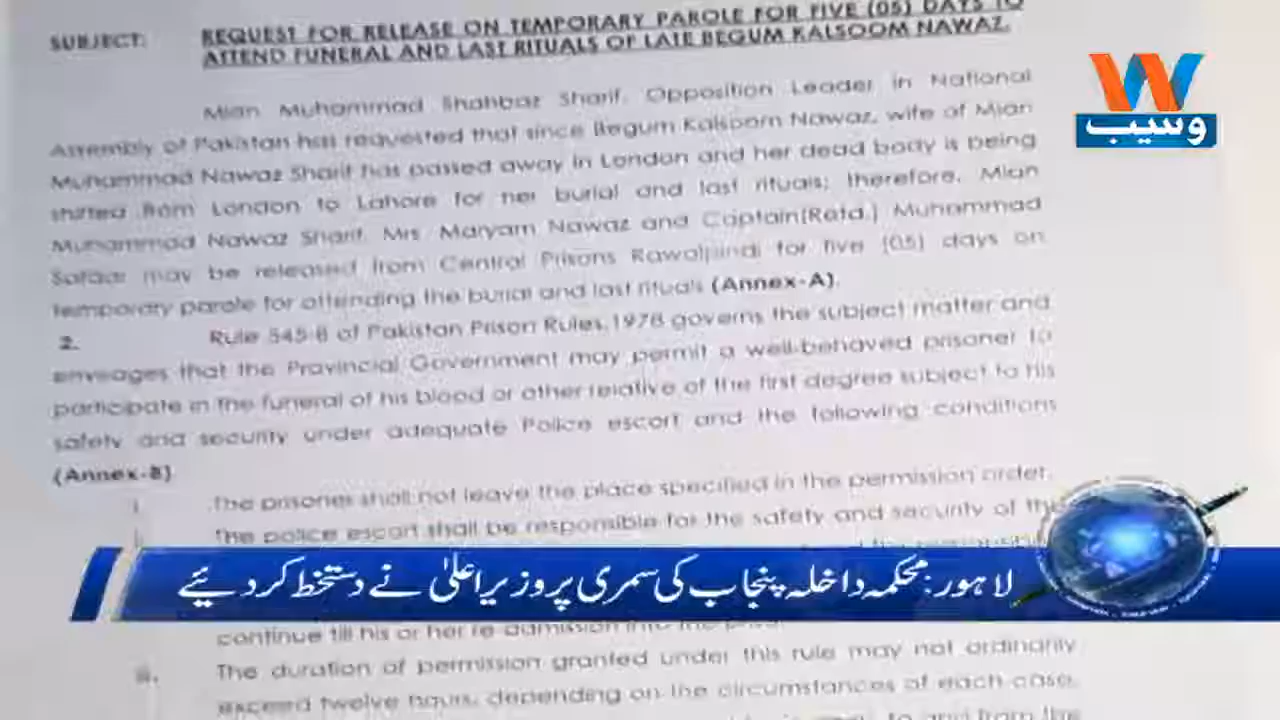 SUBJECT: REQUEST FOR RELEASE ON TEMPORARY PAROLE FOR FIVE (05) DAYS TO
ATTEND FUNERAL AND LAST RITUALS OF LATE BEGUM KALSOOM NAWAZ.
Mian Muhammad Shahbaz Sharif, Opposition Leader in National
Assembly of Pakistan has requested that since Begum Kalsoom Nawaz, wife of Mian
Muhammad Nawaz Sharif has passed away in London and her dead body is being
shifted from London to Lahore for her burial and last rituals; therefore, Mian
Muhammad Nawaz Sharif, Mrs. Maryam Nawaz and Captain(Retd.) Muhammad
Safdar may be released from Central Prisons Rawalpindi for five (05) days on
temporary parole for attending the burial and last rituals (Annex-A).
2. Rule 545-B of Pakistan Prison Rules, 1978 governs the subject matter and
envisages that the Provincial Government may permit a well-behaved prisoner to
participate in the funeral of his blood or other relative of the first degree subject to his
safety and security under adequate Police escort and the following conditions
(Annex-B)
i. The prisoner shall not leave the place specified in the permission order.
The police escort shall be responsible for the safety and security of the
لاہور: محکمہ داخلہ پنجاب کی سمری پر وزیراعلیٰ نے دستخط کر دئیے
continue till his or her re-admission into the
iii. The duration of permission granted under this rule may not ordinarily
exceed twelve hours, depending on the circumstances of each case,
to and from the
W
وسیب